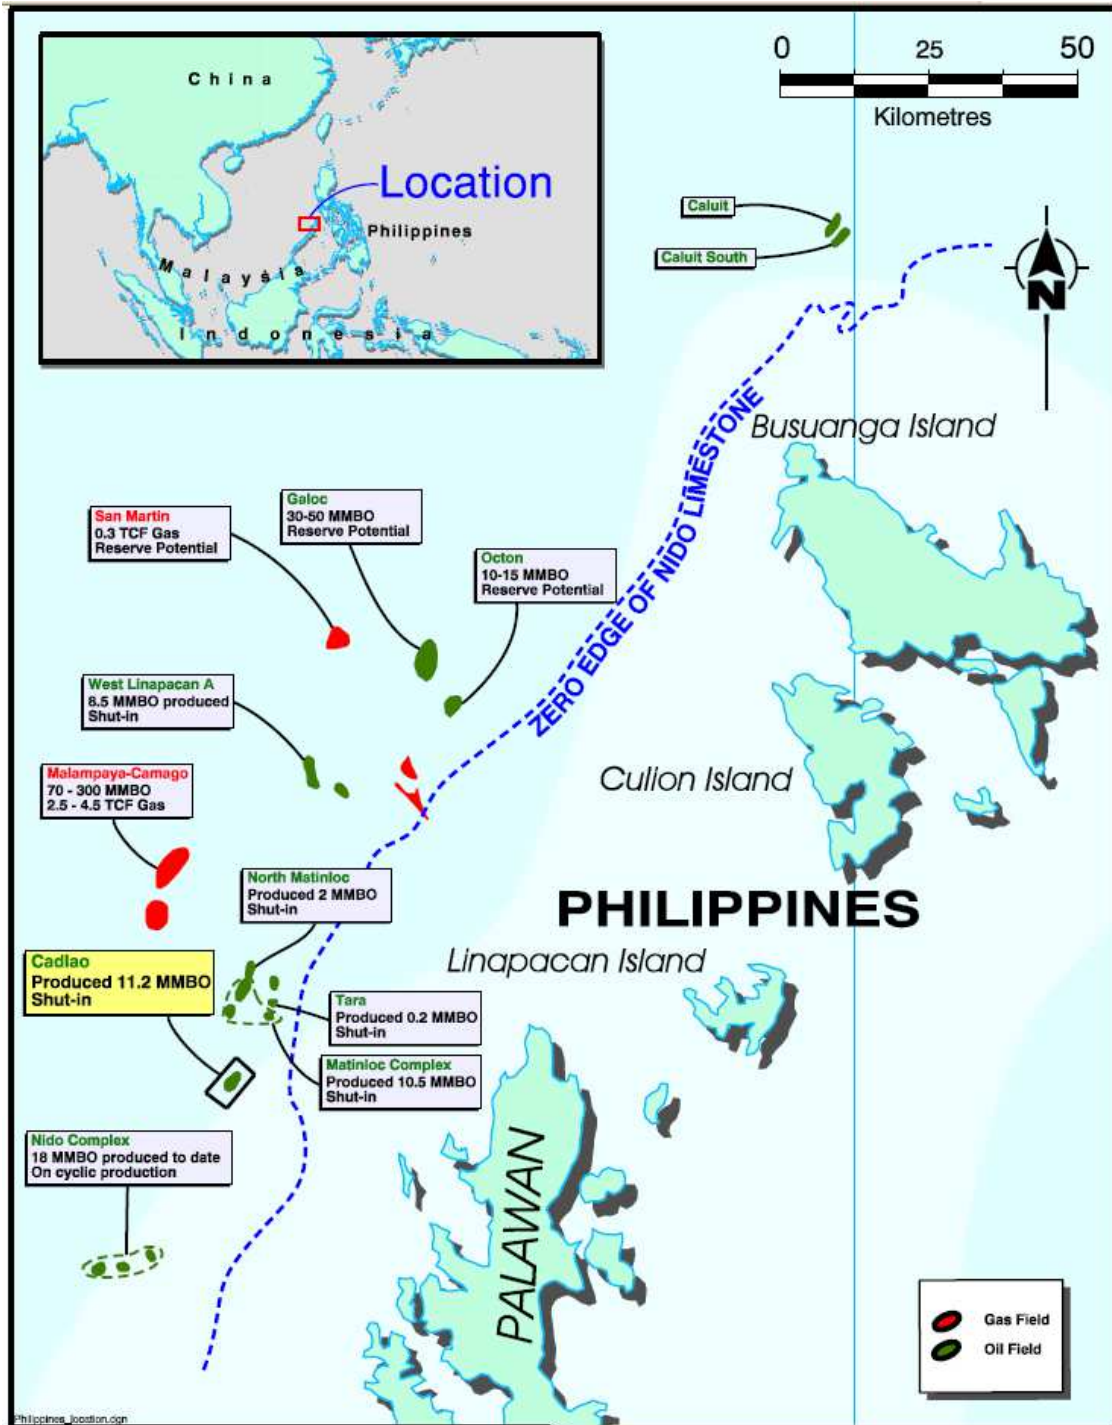 0 25 50
Kilometres
China
Location
Philippines
Malaysia
Indonesia
Caluit
Caluit South
N
Busuanga Island
ZERO EDGE OF NIDO LIMESTONE
San Martin
0.3 TCF Gas
Reserve Potential
Galoc
30-50 MMBO
Reserve Potential
Octon
10-15 MMBO
Reserve Potential
West Linapacan A
8.5 MMBO produced
Shut-in
Malampaya-Camago
70 - 300 MMBO
2.5 - 4.5 TCF Gas
Culion Island
North Matinloc
Produced 2 MMBO
Shut-in
PHILIPPINES
Linapacan Island
Cadlao
Produced 11.2 MMBO
Shut-in
Tara
Produced 0.2 MMBO
Shut-in
Matinloc Complex
Produced 10.5 MMBO
Shut-in
Nido Complex
18 MMBO produced to date
On cyclic production
PALAWAN
Gas Field
Oil Field
Philippines_location.dgn